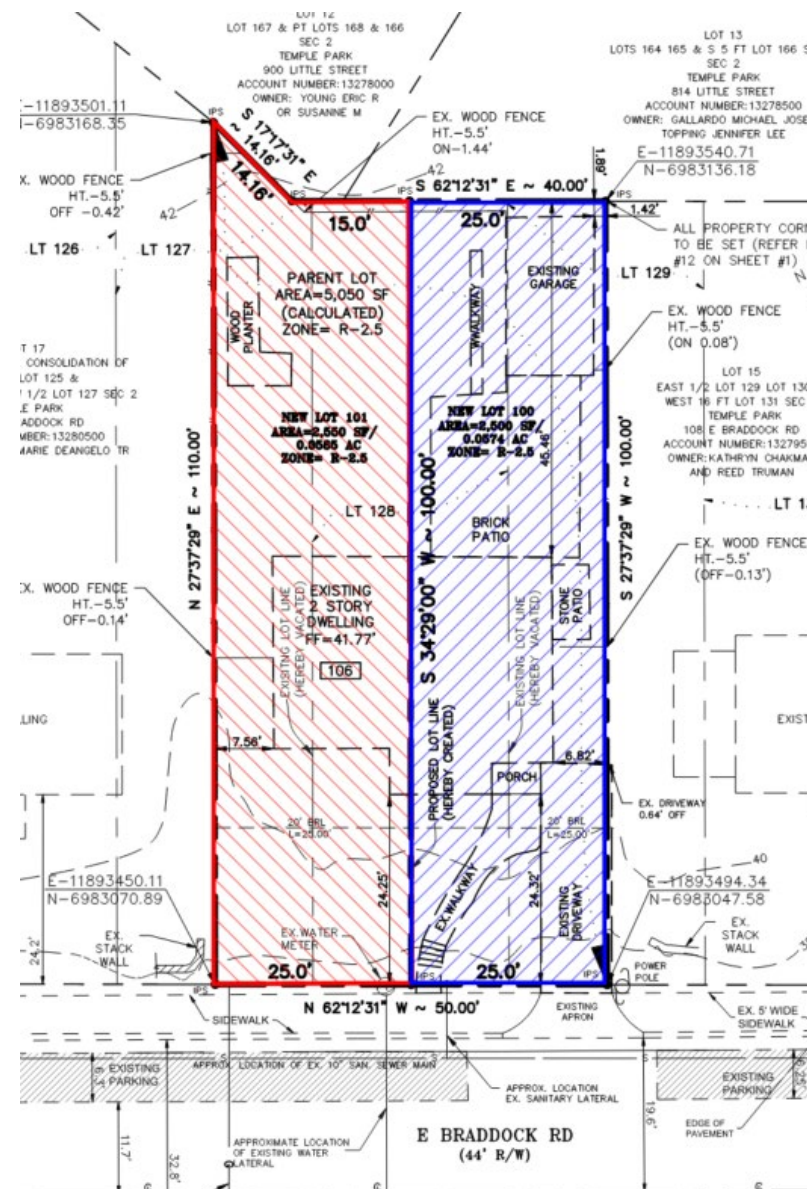 LOT 12
LOT 167 & PT LOTS 168 & 166
SEC 2
TEMPLE PARK
900 LITTLE STREET
ACCOUNT NUMBER:13278000
OWNER: YOUNG ERIC R
OR SUSANNE M
LOT 13
LOTS 164 165 & S 5 FT LOT 166 S
SEC 2
TEMPLE PARK
814 LITTLE STREET
ACCOUNT NUMBER:13278500
OWNER: GALLARDO MICHAEL JOSE
TOPPING JENNIFER LEE
E-11893501.11
N-6983168.35
IPS
S 17°17'31" E
~ 14.16'
14.16'
EX. WOOD FENCE
HT.-5.5'
ON-1.44'
42
1.89'
E-11893540.71
N-6983136.18
X. WOOD FENCE
HT.-5.5'
OFF -0.42'
42
IPS
IPS
S 62°12'31" E ~ 40.00'
IPS
15.0'
25.0'
1.42'
ALL PROPERTY CORN
TO BE SET (REFER
#12 ON SHEET #1)
LT 126
LT 127
LT 129
PARENT LOT
AREA=5,050 SF
(CALCULATED)
ZONE= R-2.5
WOOD
PLANTER
WWALKWAY
EXISTING
GARAGE
EX. WOOD FENCE
HT.-5.5'
(ON 0.08')
T 17
CONSOLIDATION OF
LOT 125 &
1/2 LOT 127 SEC 2
LE PARK
ADDOCK RD
MBER:13280500
MARIE DEANGELO TR
LOT 15
EAST 1/2 LOT 129 LOT 130
WEST 16 FT LOT 131 SEC
TEMPLE PARK
108 E BRADDOCK RD
ACCOUNT NUMBER:132795
OWNER:KATHRYN CHAKMA
AND REED TRUMAN
NEW LOT 101
AREA=2,550 SF/
0.0585 AC
ZONE= R-2.5
NEW LOT 100
AREA=2,500 SF/
0.0574 AC
ZONE= R-2.5
45.46
N 27°37'29" E ~ 110.00'
S 34°29'00" W ~ 100.00'
S 27°37'29" W ~ 100.00'
LT 128
LT 1
BRICK
PATIO
EX. WOOD FENCE
HT.-5.5'
(OFF-0.13')
EX. WOOD FENCE
HT.-5.5'
OFF-0.14'
EXISTING
2 STORY
DWELLING
FF=41.77'
106
EXISITNG LOT LINE
(HEREBY VACATED)
EXISTING LOT LINE
(HEREBY VACATED)
STONE
PATIO
LING
EXIST
7.56'
6.82'
PROPOSED LOT LINE
(HEREBY CREATED)
PORCH
EX. DRIVEWAY
0.64' OFF
20' BRL
L=25.00'
20' BRL
L=25.00'
40
E-11893450.11
N-6983070.89
E-11893494.34
N-6983047.58
24.25'
24.32'
EX.WALKWAY
EXISTING
DRIVEWAY
24.2'
EX.
STACK
WALL
EX.WATER
METER
EX.
STACK
WALL
25.0'
25.0'
IPS
IPS
IPS
POWER
POLE
SIDEWALK
N 62°12'31" W ~ 50.00'
EXISTING
APRON
EX. 5' WIDE
SIDEWALK
6.3'
EXISTING
PARKING
APPROX. LOCATION OF EX. 10" SAN. SEWER MAIN
S
S
S
EXISTING
PARKING
6.25'
APPROX. LOCATION
EX. SANITARY LATERAL
EDGE OF
PAVEMENT
11.7'
32.8'
19.6'
APPROXIMATE LOCATION
OF EXISTING WATER
LATERAL
E BRADDOCK RD
(44' R/W)